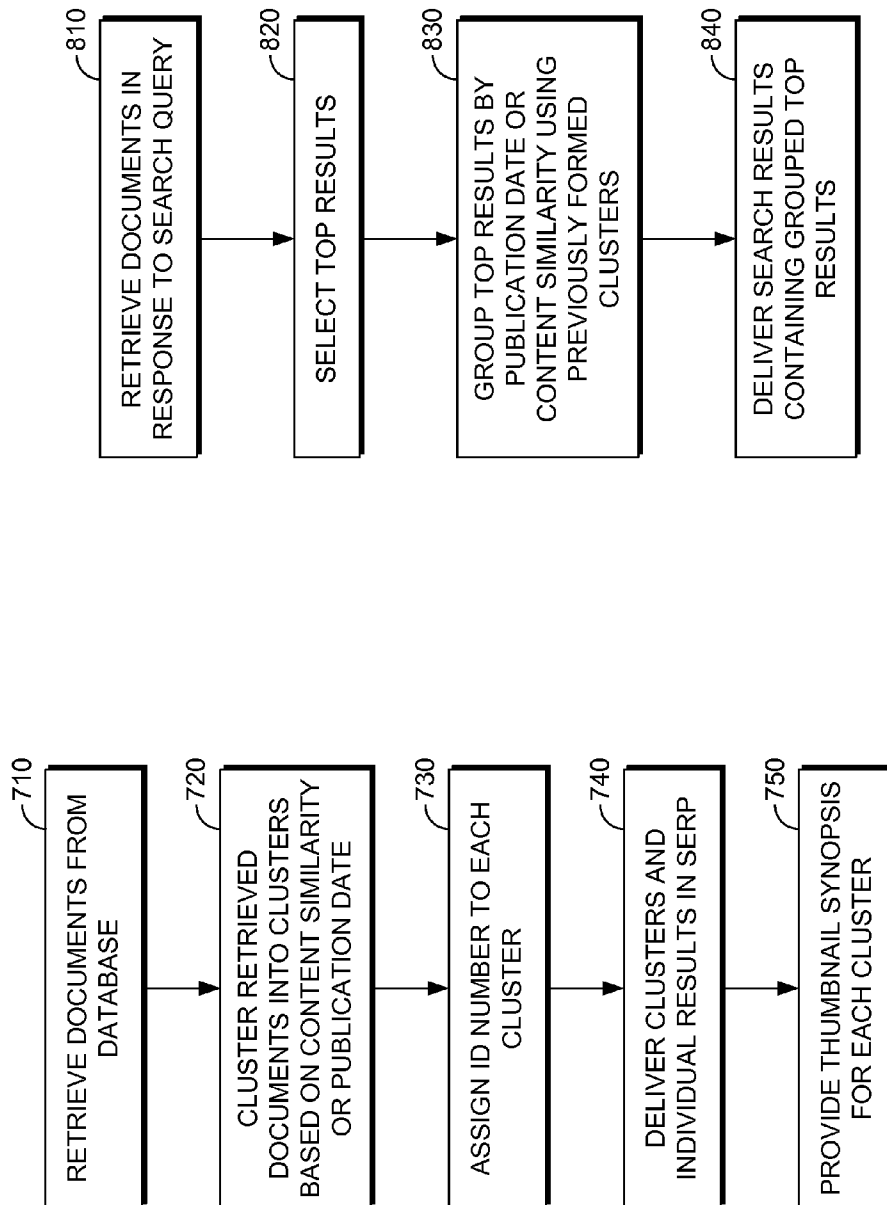 710
RETRIEVE DOCUMENTS FROM
DATABASE
720
CLUSTER RETRIEVED
DOCUMENTS INTO CLUSTERS
BASED ON CONTENT SIMILARITY
OR PUBLICATION DATE
730
ASSIGN ID NUMBER TO EACH
CLUSTER
740
DELIVER CLUSTERS AND
INDIVIDUAL RESULTS IN SERP
750
PROVIDE THUMBNAIL SYNOPSIS
FOR EACH CLUSTER
810
RETRIEVE DOCUMENTS IN
RESPONSE TO SEARCH QUERY
820
SELECT TOP RESULTS
830
GROUP TOP RESULTS BY
PUBLICATION DATE OR
CONTENT SIMILARITY USING
PREVIOUSLY FORMED
CLUSTERS
840
DELIVER SEARCH RESULTS
CONTAINING GROUPED TOP
RESULTS